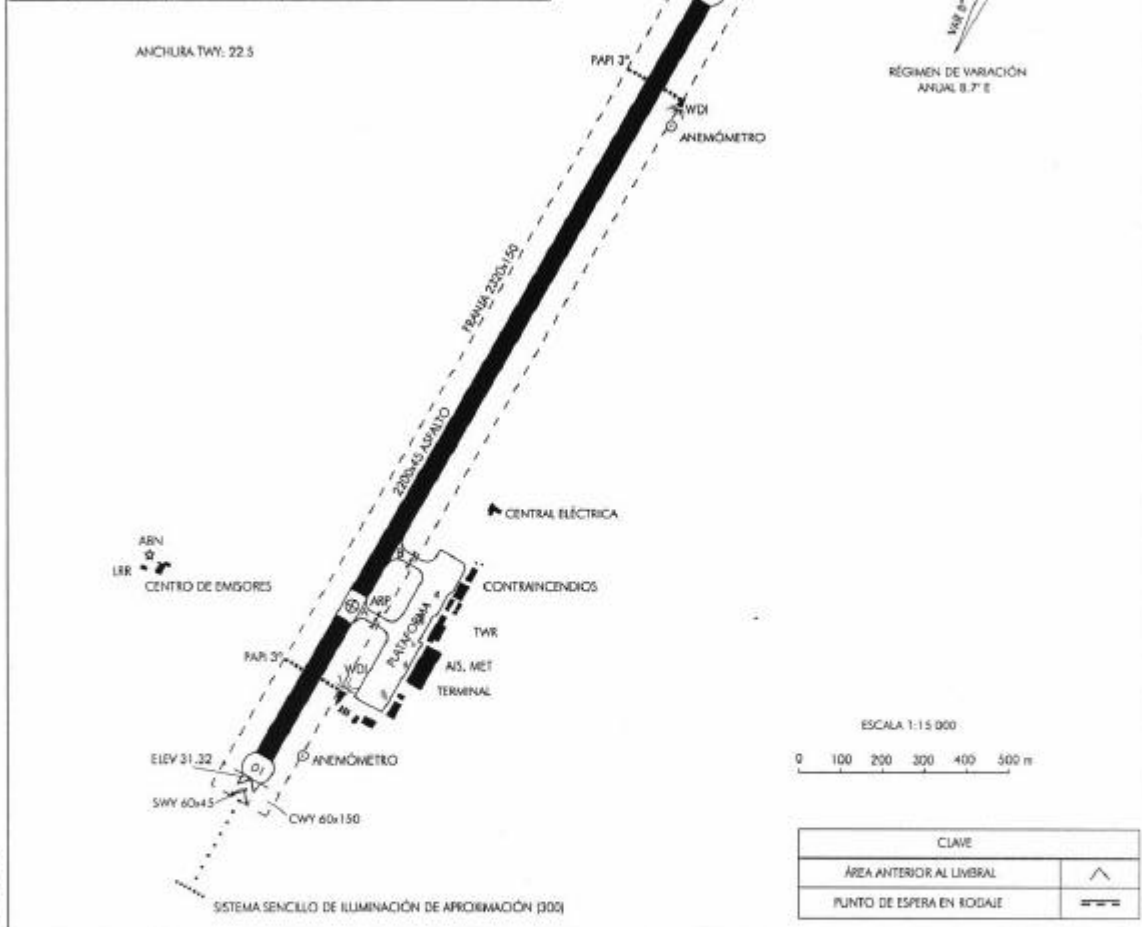 ANCHURA TWY: 22.5
PAPI 3°
VAR 8°
RÉGIMEN DE VARIACIÓN
ANUAL 8.7' E
WDI
ANEMÓMETRO
FRANJA 2320x150
2200x45 ASFALTO
CENTRAL ELÉCTRICA
ABN
LRR
CENTRO DE EMISORES
CONTRAINCENDIOS
ARP
PLATAFORMA
TWR
PAPI 3°
WDI
AIS, MET
TERMINAL
ESCALA 1:15 000
0 100 200 300 400 500 m
ELEV 31.32
01
ANEMÓMETRO
SWY 60x45
CWY 60x150
CLAVE
ÁREA ANTERIOR AL UMBRAL
PUNTO DE ESPERA EN RODAJE
SISTEMA SENCILLO DE ILUMINACIÓN DE APROXIMACIÓN (300)